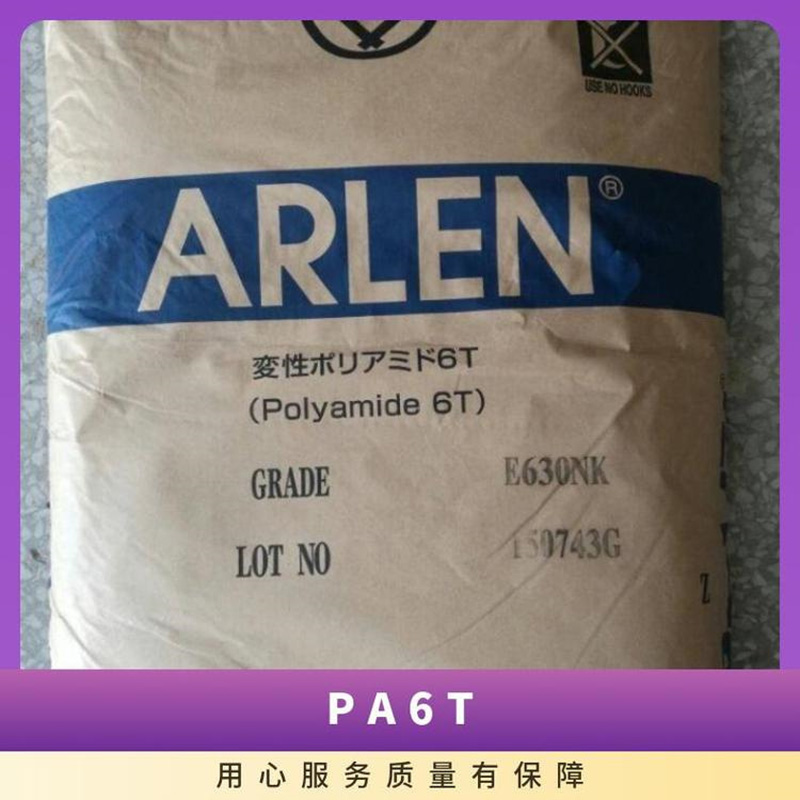 USE NO HOOKS
ARLEN®
変性ポリアミド6T
(Polyamide 6T)
GRADE E630NK
LOT NO 150743G
Z
PA6T
用心服务质量有保障